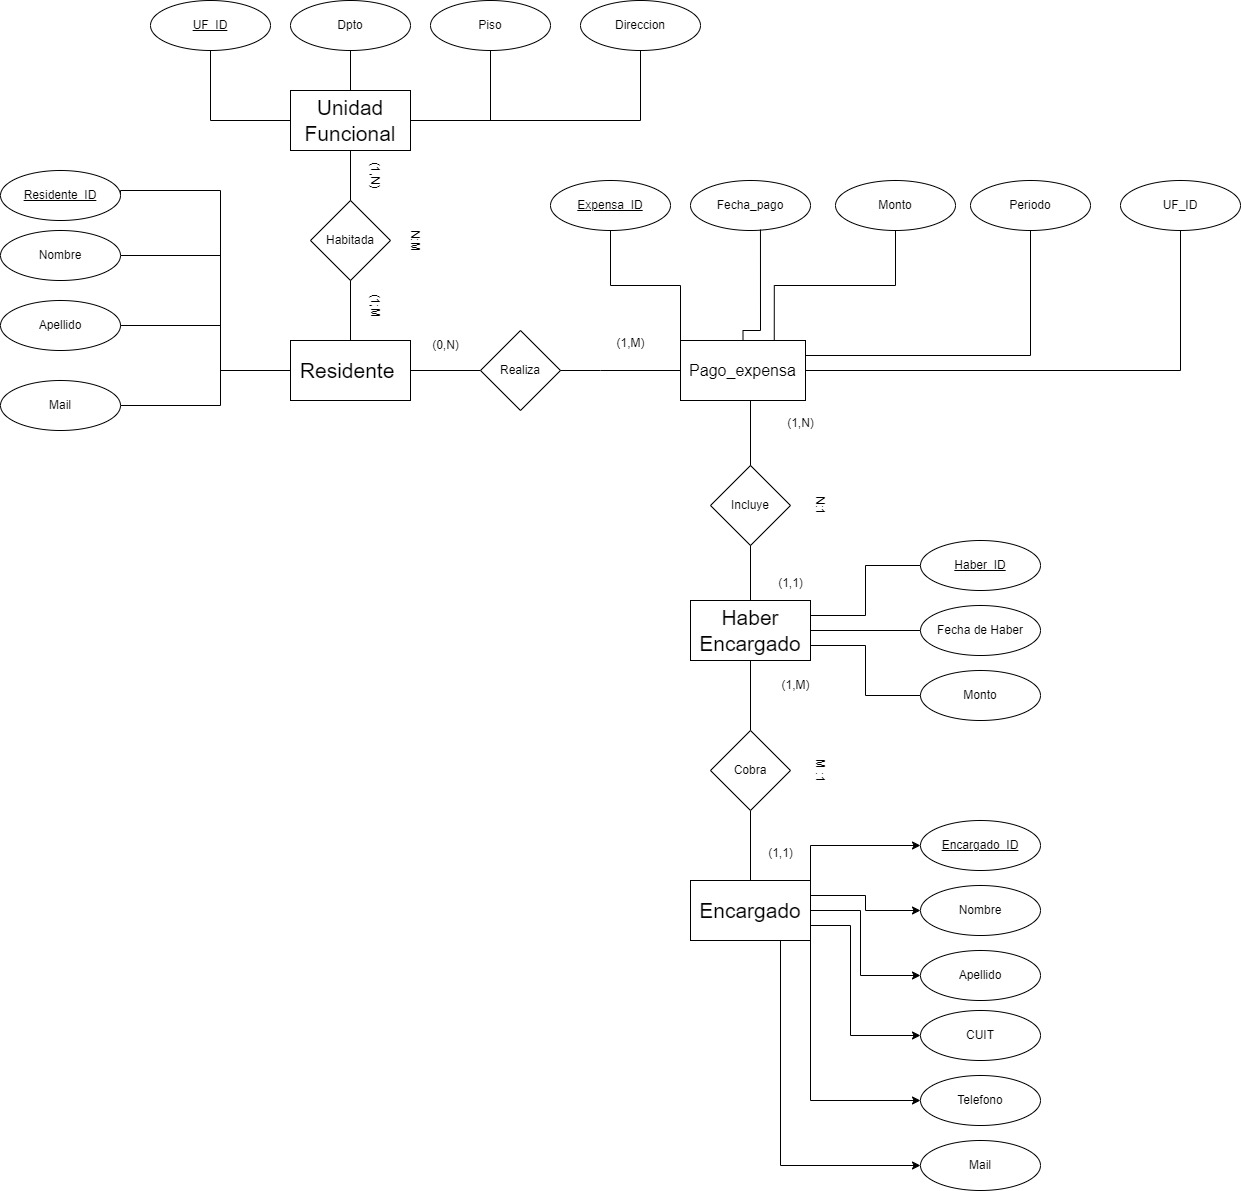 UF_ID
Dpto
Piso
Direccion
Unidad
Funcional
(1,N)
Residente_ID
Expensa_ID
Fecha_pago
Monto
Periodo
UF_ID
Habitada
N:M
Nombre
(1:M
Apellido
(0,N)
(1,M)
Residente
Realiza
Pago_expensa
Mail
(1,N)
Incluye
N:1
Haber_ID
(1,1)
Haber
Encargado
Fecha de Haber
(1,M)
Monto
Cobra
M :1
Encargado_ID
(1,1)
Encargado
Nombre
Apellido
CUIT
Telefono
Mail